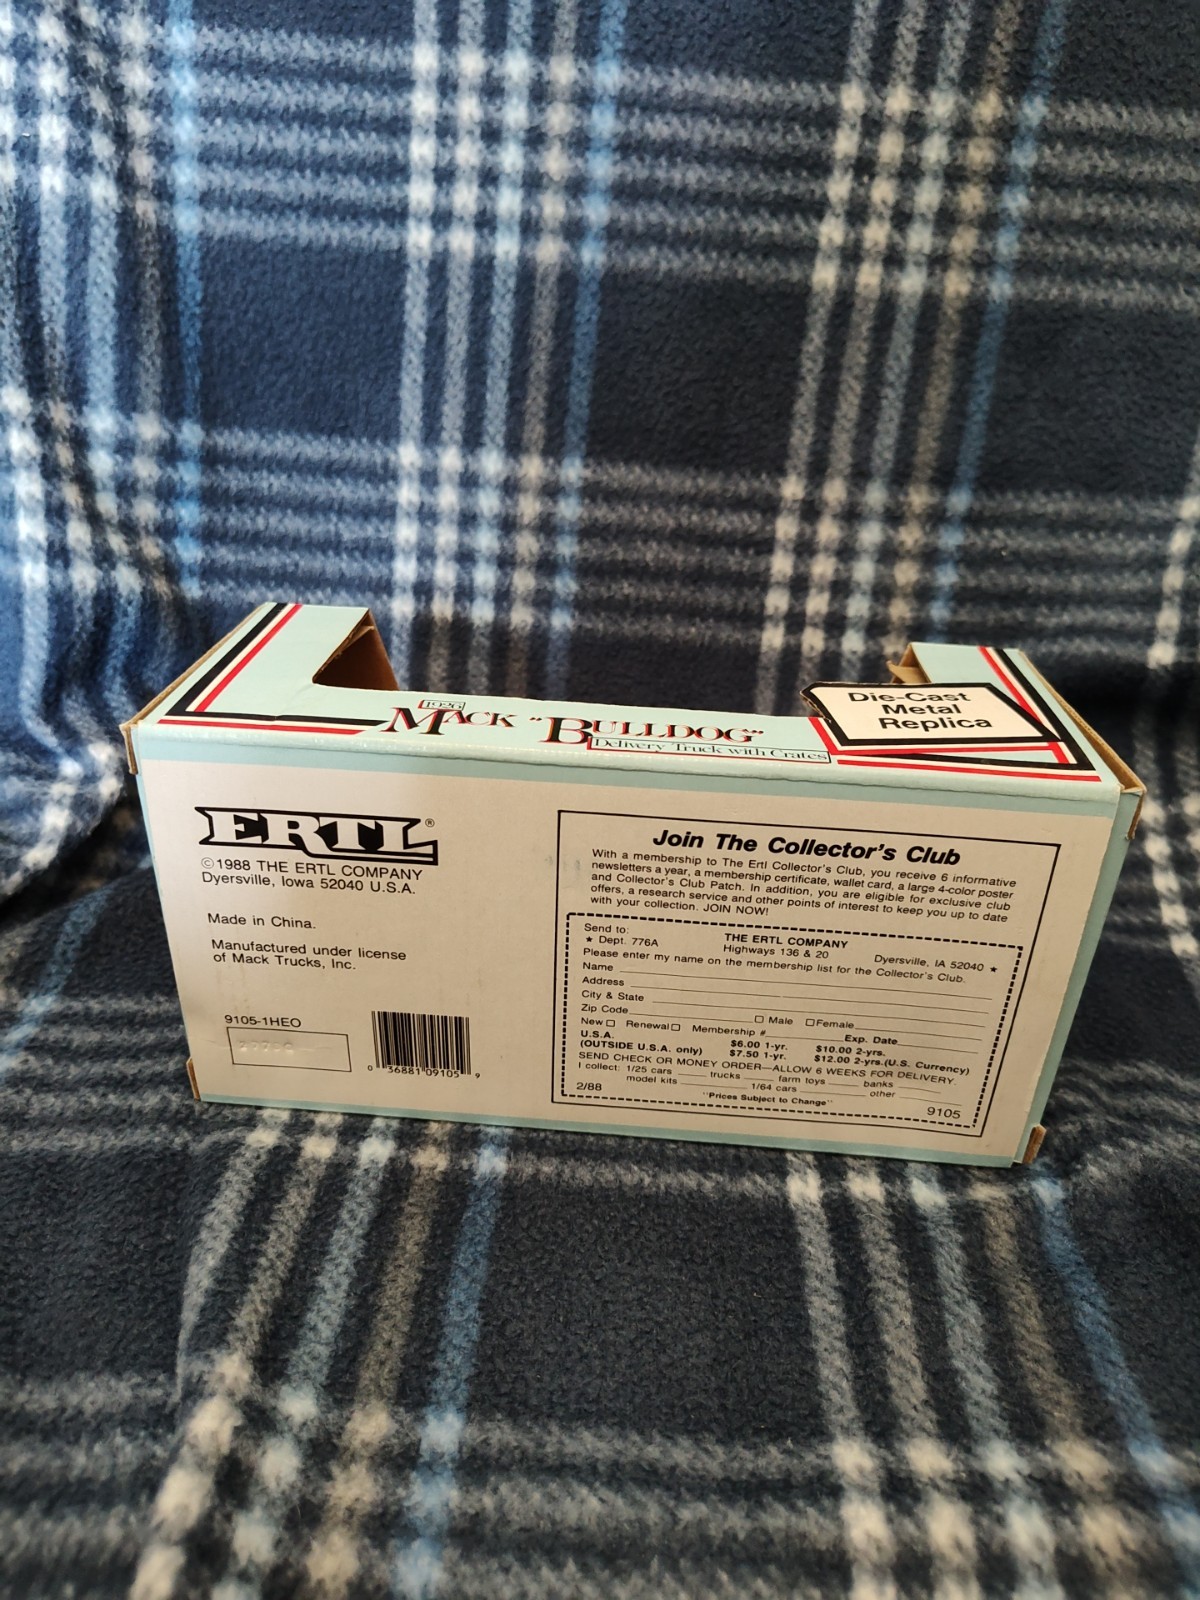 1926
MACK "BULLDOG"
Delivery Truck with Crates
Die-Cast
Metal
Replica
ERTL®
©1988 THE ERTL COMPANY
Dyersville, Iowa 52040 U.S.A.
Made in China.
Manufactured under license
of Mack Trucks, Inc.
9105-1HEO
0 36881 09105 9
Join The Collector's Club
With a membership to The Ertl Collector's Club, you receive 6 informative
newsletters a year, a membership certificate, wallet card, a large 4-color poster
and Collector's Club Patch. In addition, you are eligible for exclusive club
offers, a research service and other points of interest to keep you up to date
with your collection. JOIN NOW!
Send to: THE ERTL COMPANY
★ Dept. 776A Highways 136 & 20 Dyersville, IA 52040 ★
Please enter my name on the membership list for the Collector's Club.
Name
Address
City & State
Zip Code □ Male □ Female
New □ Renewal □ Membership # Exp. Date
U.S.A. $6.00 1-yr. $10.00 2-yrs.
(OUTSIDE U.S.A. only) $7.50 1-yr. $12.00 2-yrs. (U.S. Currency)
SEND CHECK OR MONEY ORDER—ALLOW 6 WEEKS FOR DELIVERY.
I collect: 1/25 cars trucks farm toys banks
model kits 1/64 cars other
2/88 "Prices Subject to Change" 9105